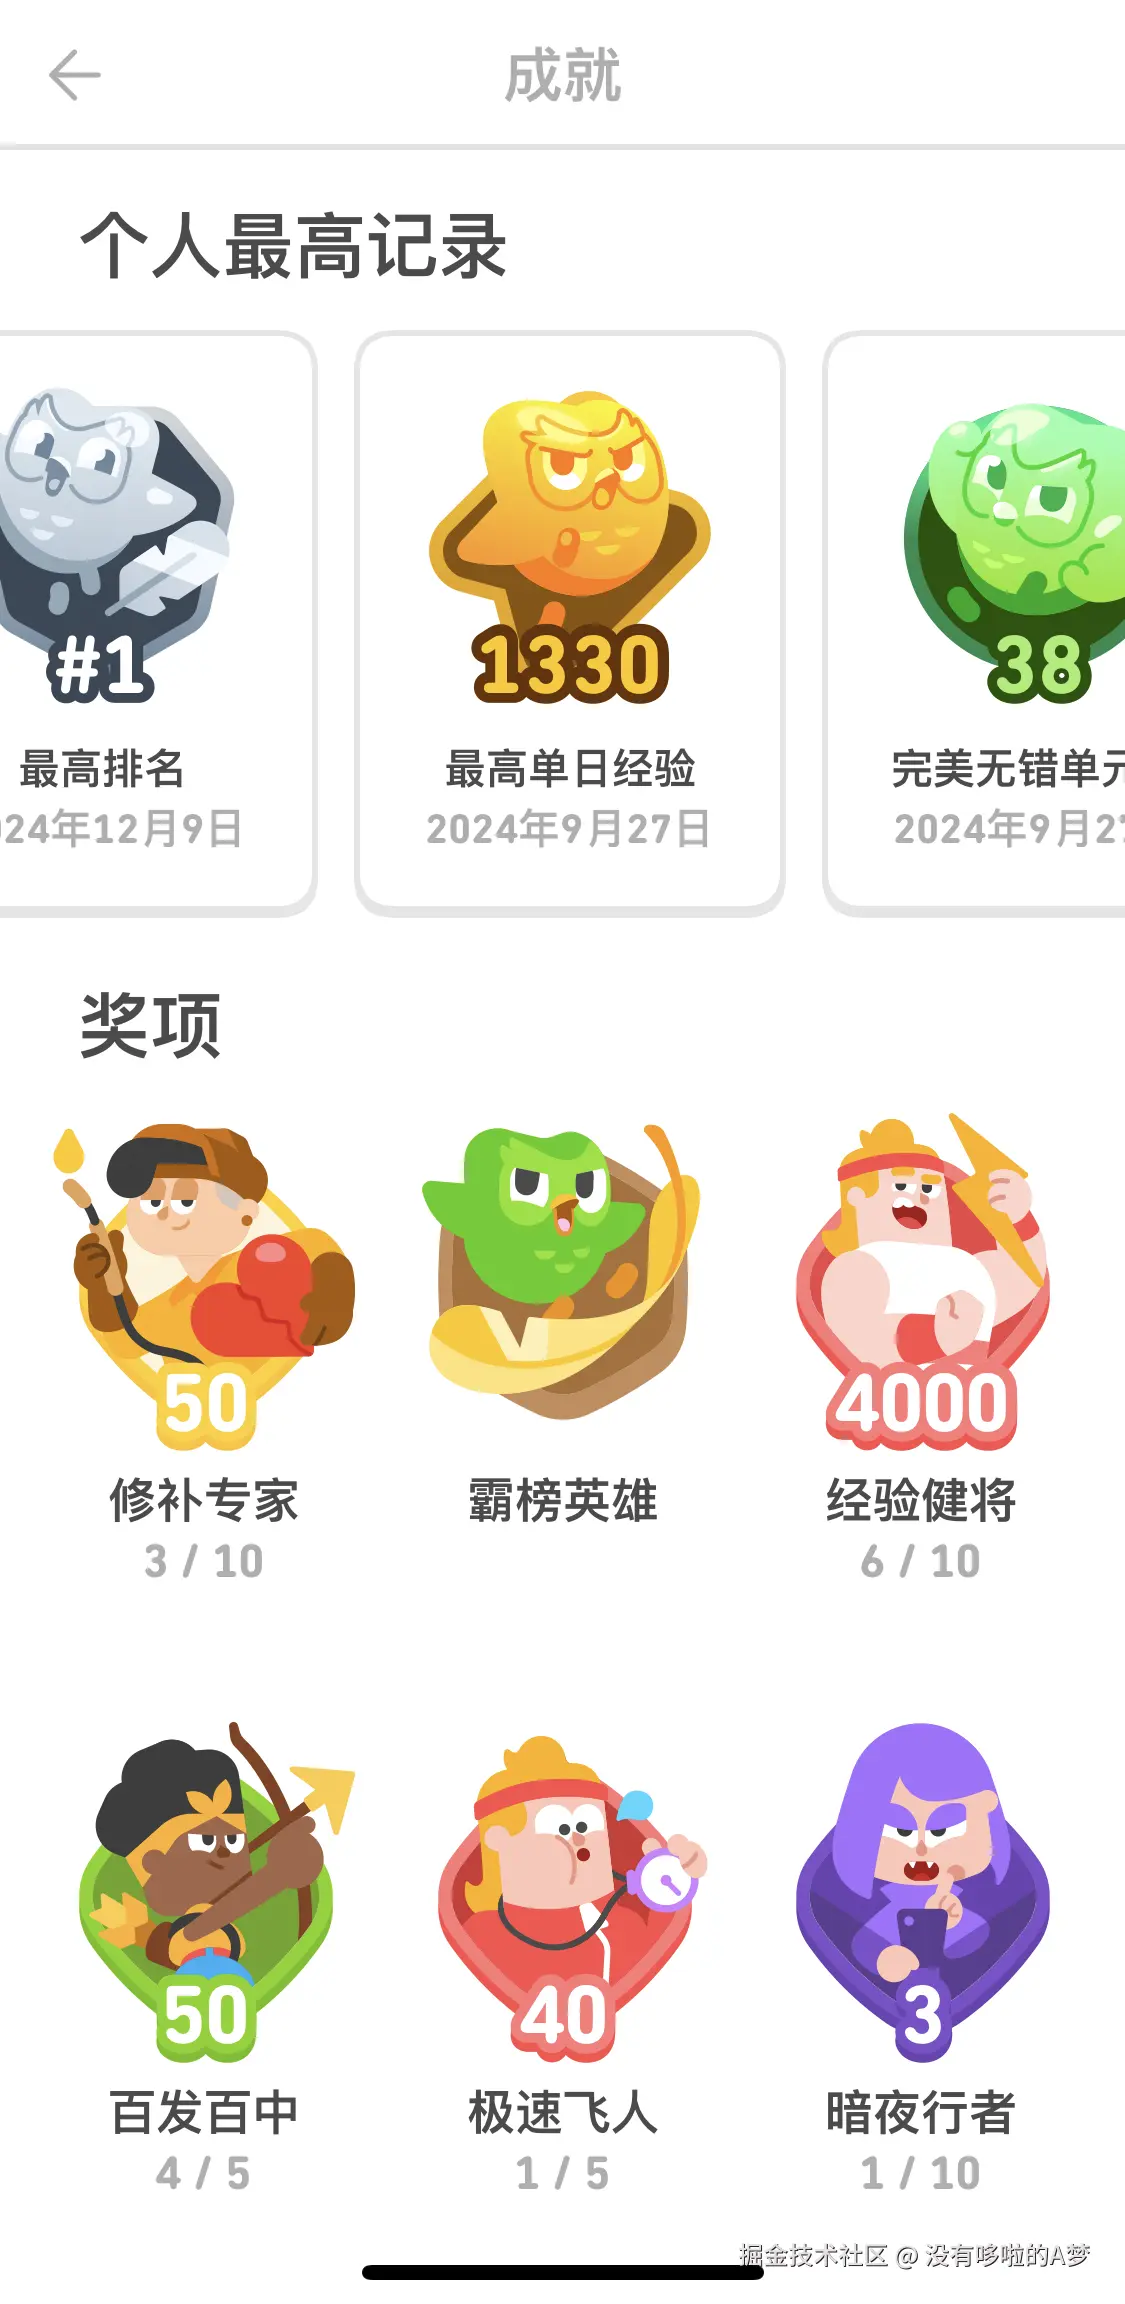 成就
个人最高记录
#1
1330
38
最高排名
最高单日经验
完美无错单元
24年12月9日
2024年9月27日
2024年9月27
奖项
50
4000
修补专家
霸榜英雄
经验健将
3 / 10
6 / 10
50
40
3
百发百中
极速飞人
暗夜行者
4 / 5
1 / 5
1 / 10
掘金技术社区 @ 没有哆啦的A梦